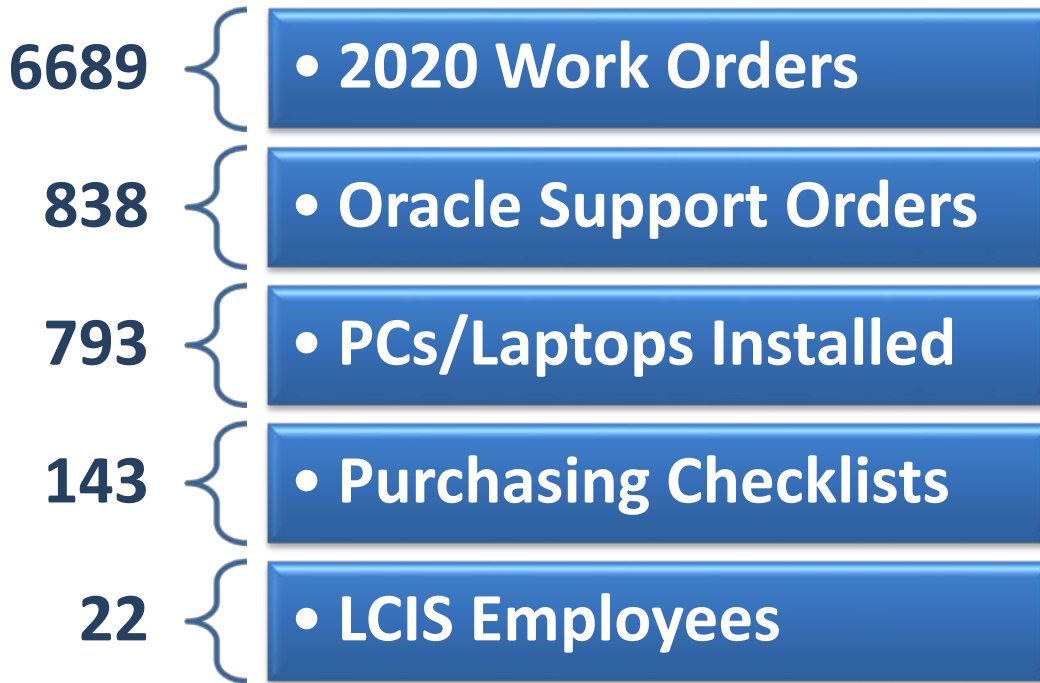 6689 • 2020 Work Orders
838 • Oracle Support Orders
793 • PCs/Laptops Installed
143 • Purchasing Checklists
22 • LCIS Employees